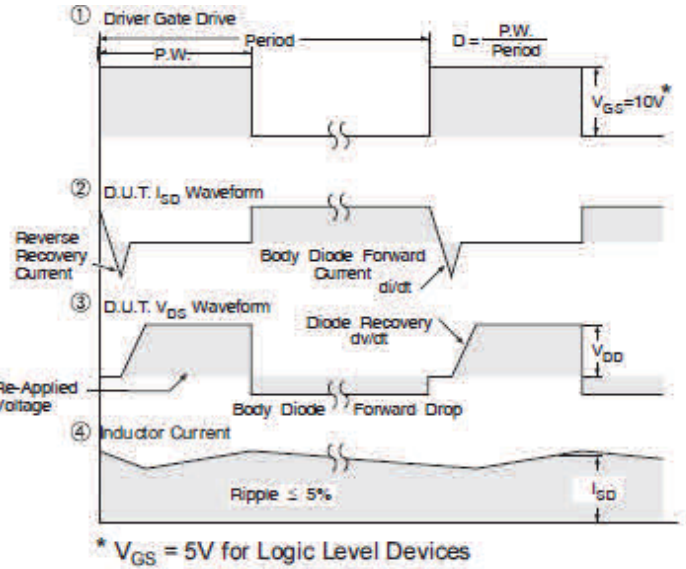 ① Driver Gate Drive
P.W.
Period
D = P.W.
Period
VGS=10V*
② D.U.T. ISD Waveform
Reverse
Recovery
Current
Body Diode Forward
Current
di/dt
③ D.U.T. VDS Waveform
Diode Recovery
dv/dt
VDD
Re-Applied
Voltage
Body Diode Forward Drop
④ Inductor Current
Ripple ≤ 5%
ISD
* VGS = 5V for Logic Level Devices